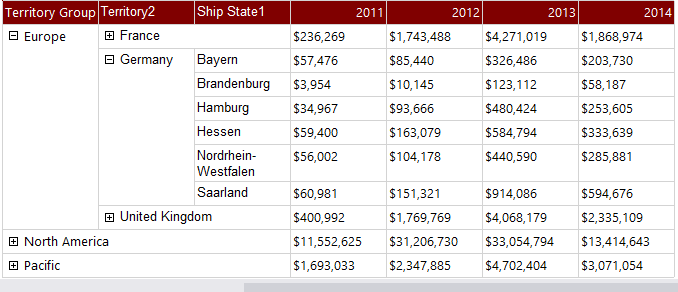 Territory Group Territory2 Ship State1 2011 2012 2013 2014
Europe France $236,269 $1,743,488 $4,271,019 $1,868,974
Germany Bayern $57,476 $85,440 $326,486 $203,730
Brandenburg $3,954 $10,145 $123,112 $58,187
Hamburg $34,967 $93,666 $480,424 $253,605
Hessen $59,400 $163,079 $584,794 $333,639
Nordrhein- $56,002 $104,178 $440,590 $285,881
Westfalen
Saarland $60,981 $151,321 $914,086 $594,676
United Kingdom $400,992 $1,769,769 $4,068,179 $2,335,109
North America $11,552,625 $31,206,730 $33,054,794 $13,414,643
Pacific $1,693,033 $2,347,885 $4,702,404 $3,071,054